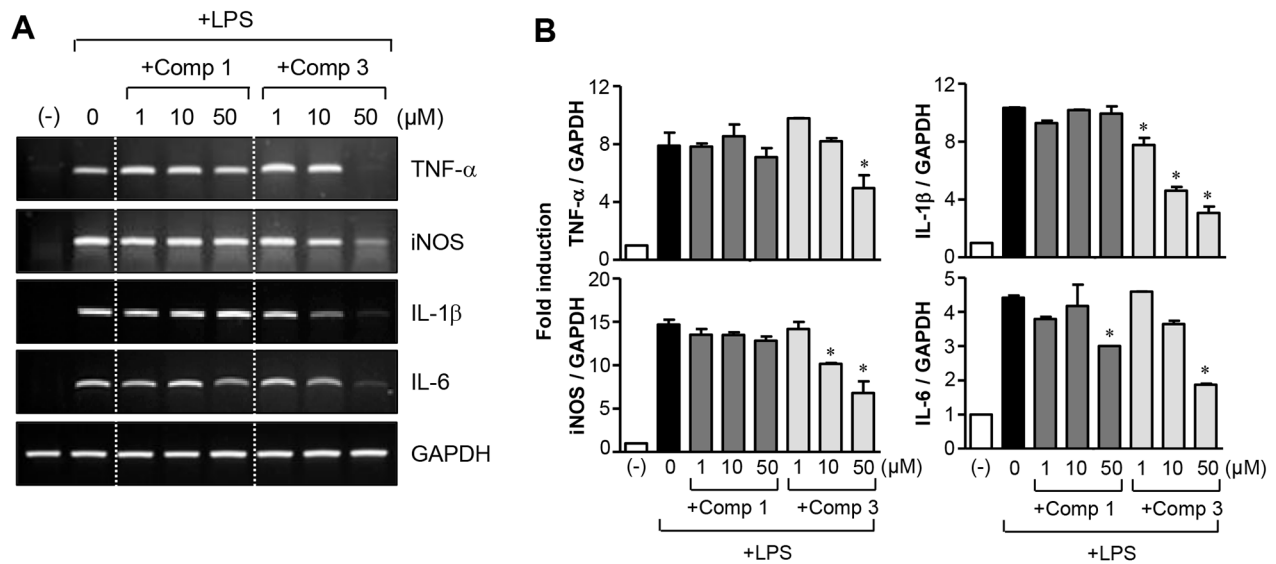 A
+LPS
+Comp 1 +Comp 3
(-) 0 1 10 50 1 10 50 (μM)
TNF-α
iNOS
IL-1β
IL-6
GAPDH
B
Fold induction
TNF-α / GAPDH
12
8
4
0
*
IL-1β / GAPDH
12
8
4
0
* * *
iNOS / GAPDH
20
15
10
5
0
* *
(-) 0 1 10 50 1 10 50 (μM)
+Comp 1 +Comp 3
+LPS
IL-6 / GAPDH
5
4
3
2
1
0
* *
(-) 0 1 10 50 1 10 50 (μM)
+Comp 1 +Comp 3
+LPS